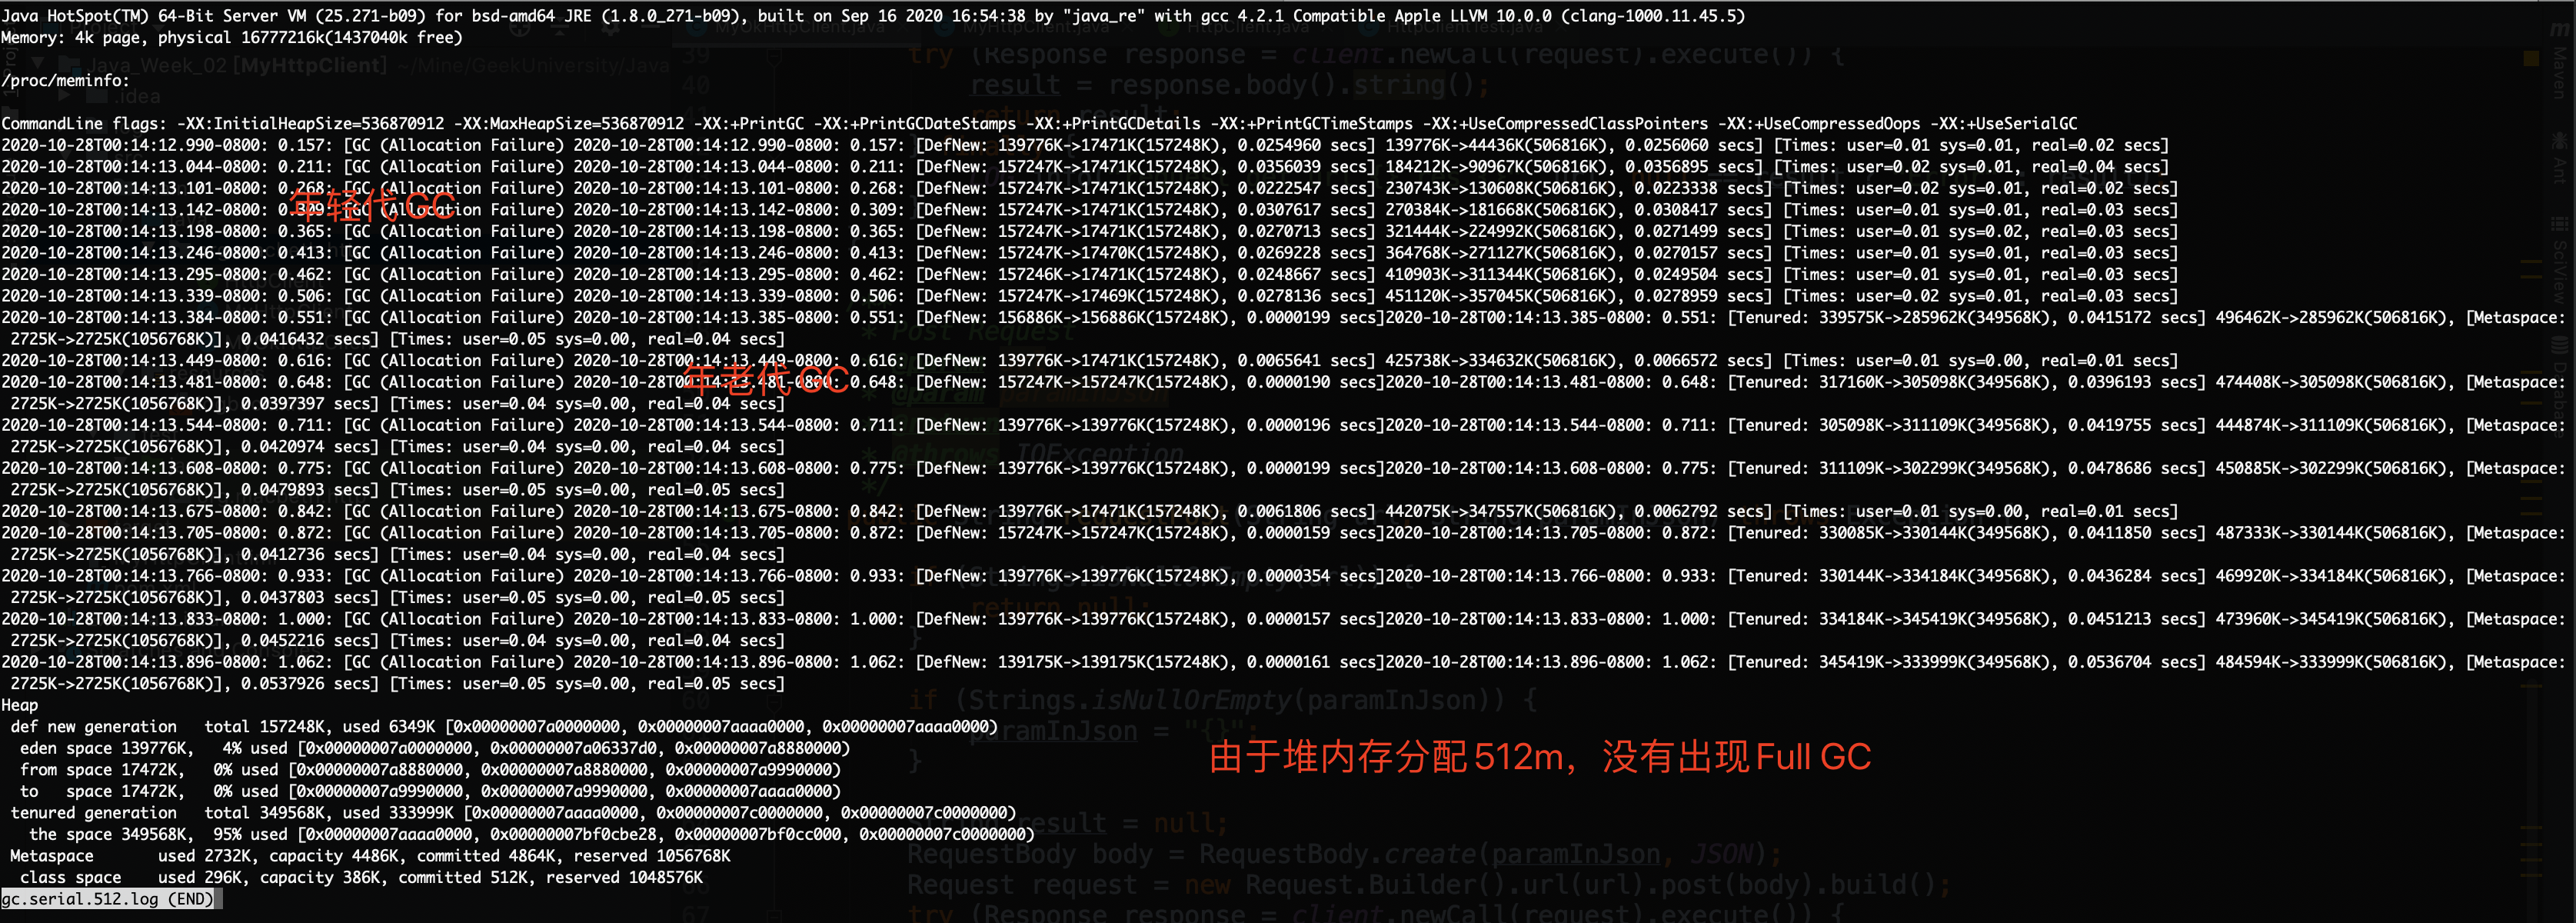 Java HotSpot(TM) 64-Bit Server VM (25.271-b09) for bsd-amd64 JRE (1.8.0_271-b09), built on Sep 16 2020 16:54:38 by "java_re" with gcc 4.2.1 Compatible Apple LLVM 10.0.0 (clang-1000.11.45.5)
Memory: 4k page, physical 16777216k(1437040k free)
/proc/meminfo:
CommandLine flags: -XX:InitialHeapSize=536870912 -XX:MaxHeapSize=536870912 -XX:+PrintGC -XX:+PrintGCDateStamps -XX:+PrintGCDetails -XX:+PrintGCTimeStamps -XX:+UseCompressedClassPointers -XX:+UseCompressedOops -XX:+UseSerialGC
2020-10-28T00:14:12.990-0800: 0.157: [GC (Allocation Failure) 2020-10-28T00:14:12.990-0800: 0.157: [DefNew: 139776K->17471K(157248K), 0.0254960 secs] 139776K->44436K(506816K), 0.0256060 secs] [Times: user=0.01 sys=0.01, real=0.02 secs]
2020-10-28T00:14:13.044-0800: 0.211: [GC (Allocation Failure) 2020-10-28T00:14:13.044-0800: 0.211: [DefNew: 157247K->17471K(157248K), 0.0356039 secs] 184212K->90967K(506816K), 0.0356895 secs] [Times: user=0.02 sys=0.02, real=0.04 secs]
2020-10-28T00:14:13.101-0800: 0.268: [GC (Allocation Failure) 2020-10-28T00:14:13.101-0800: 0.268: [DefNew: 157247K->17471K(157248K), 0.0222547 secs] 230743K->130608K(506816K), 0.0223338 secs] [Times: user=0.02 sys=0.01, real=0.02 secs]
年轻代 GC
2020-10-28T00:14:13.142-0800: 0.309: [GC (Allocation Failure) 2020-10-28T00:14:13.142-0800: 0.309: [DefNew: 157247K->17471K(157248K), 0.0307617 secs] 270384K->181668K(506816K), 0.0308417 secs] [Times: user=0.01 sys=0.01, real=0.03 secs]
2020-10-28T00:14:13.198-0800: 0.365: [GC (Allocation Failure) 2020-10-28T00:14:13.198-0800: 0.365: [DefNew: 157247K->17471K(157248K), 0.0270713 secs] 321444K->224992K(506816K), 0.0271499 secs] [Times: user=0.01 sys=0.02, real=0.03 secs]
2020-10-28T00:14:13.246-0800: 0.413: [GC (Allocation Failure) 2020-10-28T00:14:13.246-0800: 0.413: [DefNew: 157247K->17470K(157248K), 0.0269228 secs] 364768K->271127K(506816K), 0.0270157 secs] [Times: user=0.01 sys=0.01, real=0.03 secs]
2020-10-28T00:14:13.295-0800: 0.462: [GC (Allocation Failure) 2020-10-28T00:14:13.295-0800: 0.462: [DefNew: 157246K->17471K(157248K), 0.0248667 secs] 410903K->311344K(506816K), 0.0249504 secs] [Times: user=0.01 sys=0.01, real=0.03 secs]
2020-10-28T00:14:13.339-0800: 0.506: [GC (Allocation Failure) 2020-10-28T00:14:13.339-0800: 0.506: [DefNew: 157247K->17469K(157248K), 0.0278136 secs] 451120K->357045K(506816K), 0.0278959 secs] [Times: user=0.02 sys=0.01, real=0.03 secs]
2020-10-28T00:14:13.384-0800: 0.551: [GC (Allocation Failure) 2020-10-28T00:14:13.385-0800: 0.551: [DefNew: 156886K->156886K(157248K), 0.0000199 secs]2020-10-28T00:14:13.385-0800: 0.551: [Tenured: 339575K->285962K(349568K), 0.0415172 secs] 496462K->285962K(506816K), [Metaspace:
2725K->2725K(1056768K)], 0.0416432 secs] [Times: user=0.05 sys=0.00, real=0.04 secs]
2020-10-28T00:14:13.449-0800: 0.616: [GC (Allocation Failure) 2020-10-28T00:14:13.449-0800: 0.616: [DefNew: 139776K->17471K(157248K), 0.0065641 secs] 425738K->334632K(506816K), 0.0066572 secs] [Times: user=0.01 sys=0.00, real=0.01 secs]
年老代 GC
2020-10-28T00:14:13.481-0800: 0.648: [GC (Allocation Failure) 2020-10-28T00:14:13.481-0800: 0.648: [DefNew: 157247K->157247K(157248K), 0.0000190 secs]2020-10-28T00:14:13.481-0800: 0.648: [Tenured: 317160K->305098K(349568K), 0.0396193 secs] 474408K->305098K(506816K), [Metaspace:
2725K->2725K(1056768K)], 0.0397397 secs] [Times: user=0.04 sys=0.00, real=0.04 secs]
2020-10-28T00:14:13.544-0800: 0.711: [GC (Allocation Failure) 2020-10-28T00:14:13.544-0800: 0.711: [DefNew: 139776K->139776K(157248K), 0.0000196 secs]2020-10-28T00:14:13.544-0800: 0.711: [Tenured: 305098K->311109K(349568K), 0.0419755 secs] 444874K->311109K(506816K), [Metaspace:
2725K->2725K(1056768K)], 0.0420974 secs] [Times: user=0.04 sys=0.00, real=0.04 secs]
2020-10-28T00:14:13.608-0800: 0.775: [GC (Allocation Failure) 2020-10-28T00:14:13.608-0800: 0.775: [DefNew: 139776K->139776K(157248K), 0.0000199 secs]2020-10-28T00:14:13.608-0800: 0.775: [Tenured: 311109K->302299K(349568K), 0.0478686 secs] 450885K->302299K(506816K), [Metaspace:
2725K->2725K(1056768K)], 0.0479893 secs] [Times: user=0.05 sys=0.00, real=0.05 secs]
2020-10-28T00:14:13.675-0800: 0.842: [GC (Allocation Failure) 2020-10-28T00:14:13.675-0800: 0.842: [DefNew: 139776K->17471K(157248K), 0.0061806 secs] 442075K->347557K(506816K), 0.0062792 secs] [Times: user=0.01 sys=0.00, real=0.01 secs]
2020-10-28T00:14:13.705-0800: 0.872: [GC (Allocation Failure) 2020-10-28T00:14:13.705-0800: 0.872: [DefNew: 157247K->157247K(157248K), 0.0000159 secs]2020-10-28T00:14:13.705-0800: 0.872: [Tenured: 330085K->330144K(349568K), 0.0411850 secs] 487333K->330144K(506816K), [Metaspace:
2725K->2725K(1056768K)], 0.0412736 secs] [Times: user=0.04 sys=0.00, real=0.04 secs]
2020-10-28T00:14:13.766-0800: 0.933: [GC (Allocation Failure) 2020-10-28T00:14:13.766-0800: 0.933: [DefNew: 139776K->139776K(157248K), 0.0000354 secs]2020-10-28T00:14:13.766-0800: 0.933: [Tenured: 330144K->334184K(349568K), 0.0436284 secs] 469920K->334184K(506816K), [Metaspace:
2725K->2725K(1056768K)], 0.0437803 secs] [Times: user=0.05 sys=0.00, real=0.05 secs]
2020-10-28T00:14:13.833-0800: 1.000: [GC (Allocation Failure) 2020-10-28T00:14:13.833-0800: 1.000: [DefNew: 139776K->139776K(157248K), 0.0000157 secs]2020-10-28T00:14:13.833-0800: 1.000: [Tenured: 334184K->345419K(349568K), 0.0451213 secs] 473960K->345419K(506816K), [Metaspace:
2725K->2725K(1056768K)], 0.0452216 secs] [Times: user=0.04 sys=0.00, real=0.04 secs]
2020-10-28T00:14:13.896-0800: 1.062: [GC (Allocation Failure) 2020-10-28T00:14:13.896-0800: 1.062: [DefNew: 139175K->139175K(157248K), 0.0000161 secs]2020-10-28T00:14:13.896-0800: 1.062: [Tenured: 345419K->333999K(349568K), 0.0536704 secs] 484594K->333999K(506816K), [Metaspace:
2725K->2725K(1056768K)], 0.0537926 secs] [Times: user=0.05 sys=0.00, real=0.05 secs]
Heap
def new generation total 157248K, used 6349K [0x00000007a0000000, 0x00000007aaaa0000, 0x00000007aaaa0000)
eden space 139776K, 4% used [0x00000007a0000000, 0x00000007a06337d0, 0x00000007a8880000)
from space 17472K, 0% used [0x00000007a8880000, 0x00000007a8880000, 0x00000007a9990000)
to space 17472K, 0% used [0x00000007a9990000, 0x00000007a9990000, 0x00000007aaaa0000)
由于堆内存分配 512m，没有出现 Full GC
tenured generation total 349568K, used 333999K [0x00000007aaaa0000, 0x00000007c0000000, 0x00000007c0000000)
the space 349568K, 95% used [0x00000007aaaa0000, 0x00000007bf0cbe28, 0x00000007bf0cc000, 0x00000007c0000000)
Metaspace used 2732K, capacity 4486K, committed 4864K, reserved 1056768K
class space used 296K, capacity 386K, committed 512K, reserved 1048576K
gc.serial.512.log (END)